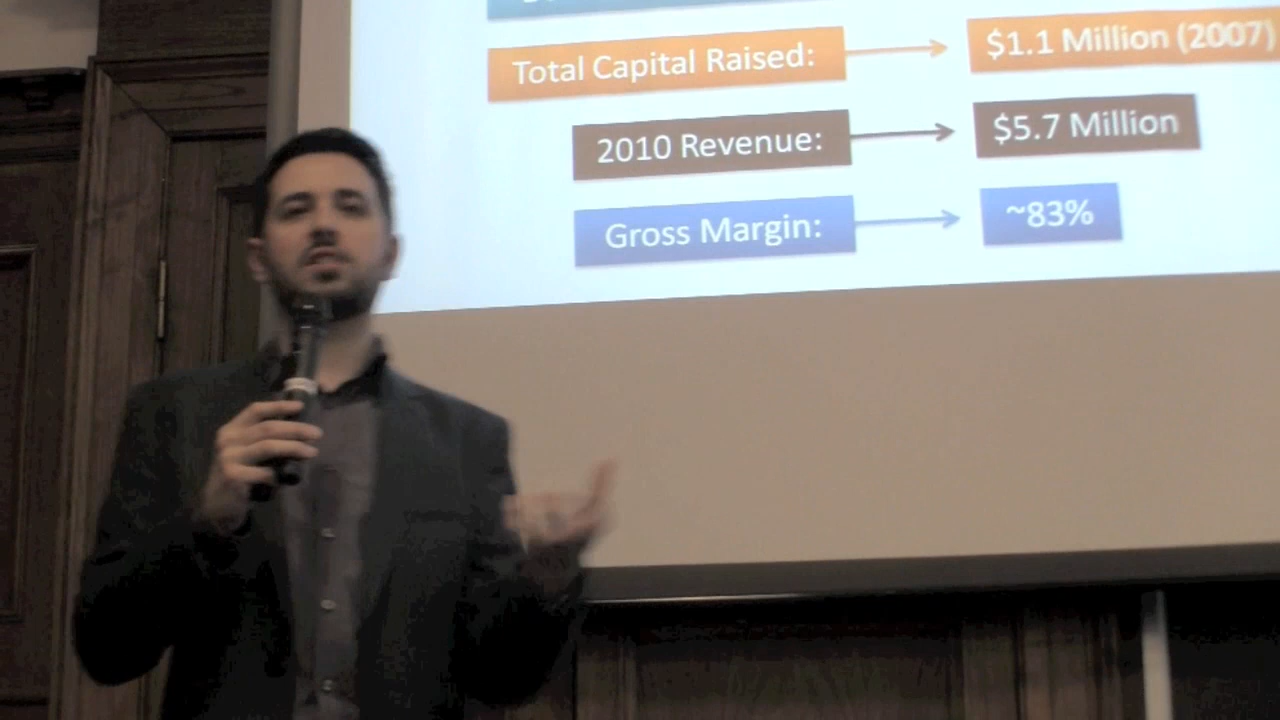 Total Capital Raised: $1.1 Million (2007)
2010 Revenue: $5.7 Million
Gross Margin: ~83%